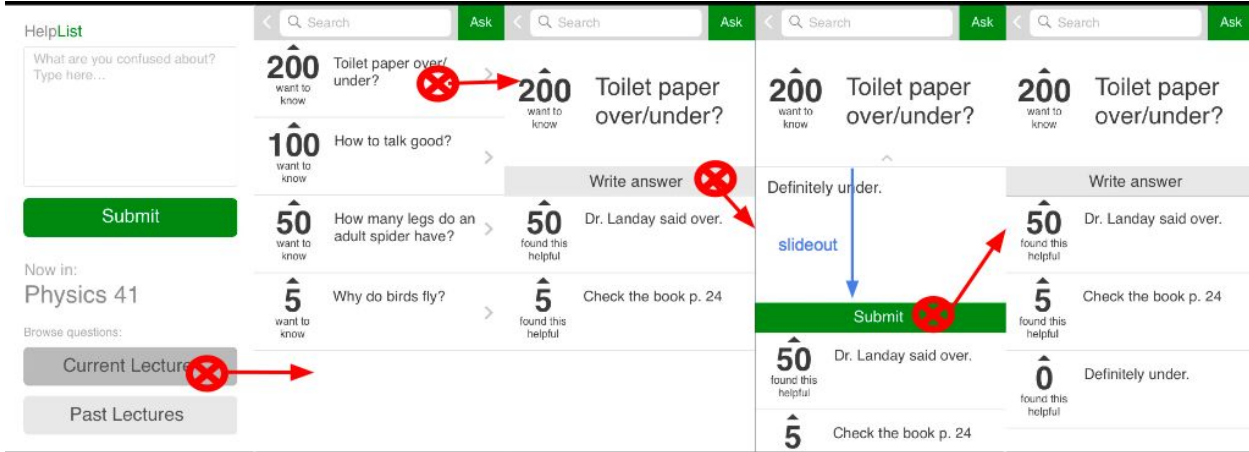 HelpList
What are you confused about?
Type here...
Submit
Now in:
Physics 41
Browse questions:
Current Lecture
Past Lectures
Search
Ask
200
want to
know
Toilet paper over/
under?
100
want to
know
How to talk good?
50
want to
know
How many legs do an
adult spider have?
5
want to
know
Why do birds fly?
Search
Ask
200
want to
know
Toilet paper
over/under?
Write answer
50
found this
helpful
Dr. Landay said over.
5
found this
helpful
Check the book p. 24
Search
Ask
200
want to
know
Toilet paper
over/under?
Definitely under.
slideout
Submit
50
found this
helpful
Dr. Landay said over.
5
Check the book p. 24
Search
Ask
200
want to
know
Toilet paper
over/under?
Write answer
50
found this
helpful
Dr. Landay said over.
5
found this
helpful
Check the book p. 24
0
found this
helpful
Definitely under.